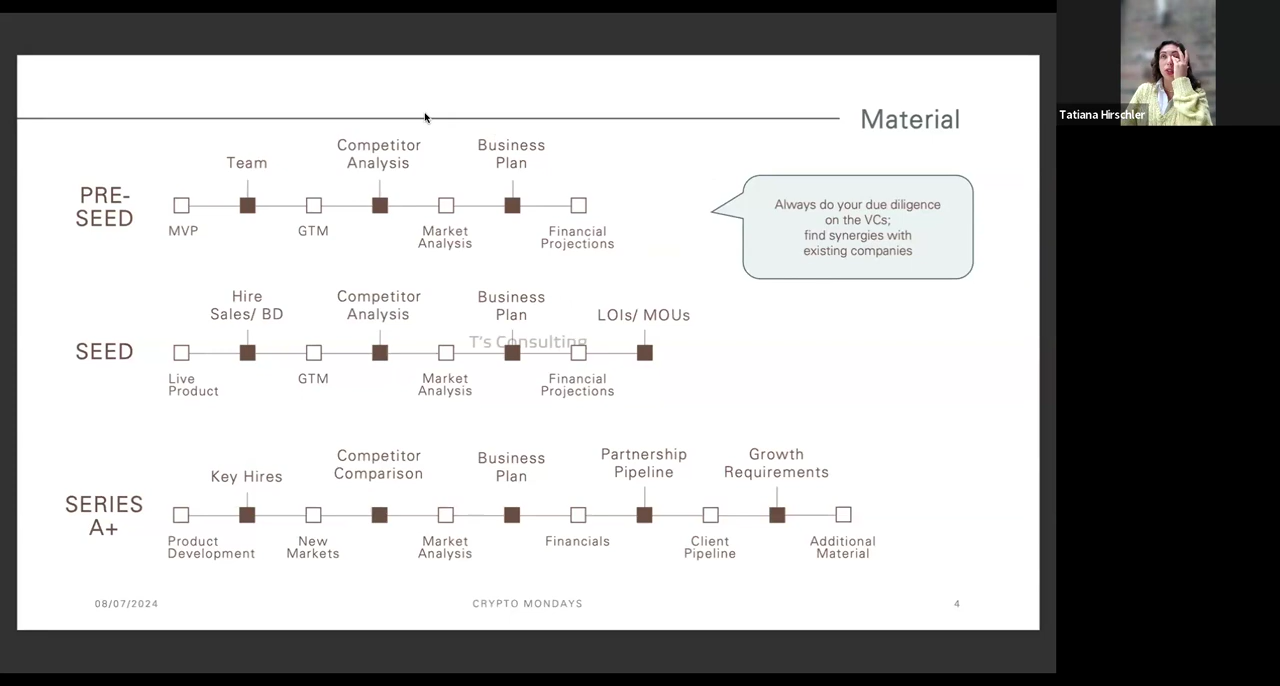 Material
Team
Competitor
Analysis
Business
Plan
PRE-
SEED
MVP
GTM
Market
Analysis
Financial
Projections
Always do your due diligence
on the VCs;
find synergies with
existing companies
Hire
Sales/ BD
Competitor
Analysis
Business
Plan
LOIs/ MOUs
SEED
T's Consulting
Live
Product
GTM
Market
Analysis
Financial
Projections
Key Hires
Competitor
Comparison
Business
Plan
Partnership
Pipeline
Growth
Requirements
SERIES
A+
Product
Development
New
Markets
Market
Analysis
Financials
Client
Pipeline
Additional
Material
08/07/2024
CRYPTO MONDAYS
4
Tatiana Hirschler